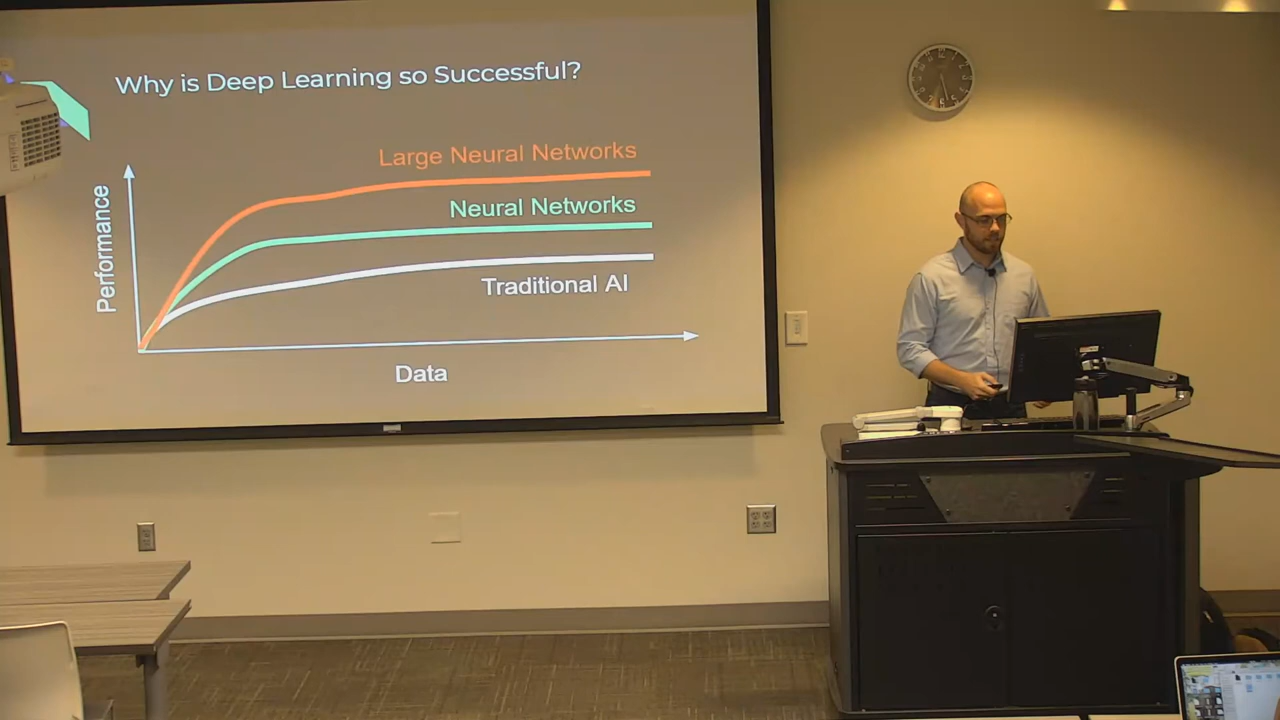 Why is Deep Learning so Successful?
Large Neural Networks
Neural Networks
Traditional AI
Performance
Data